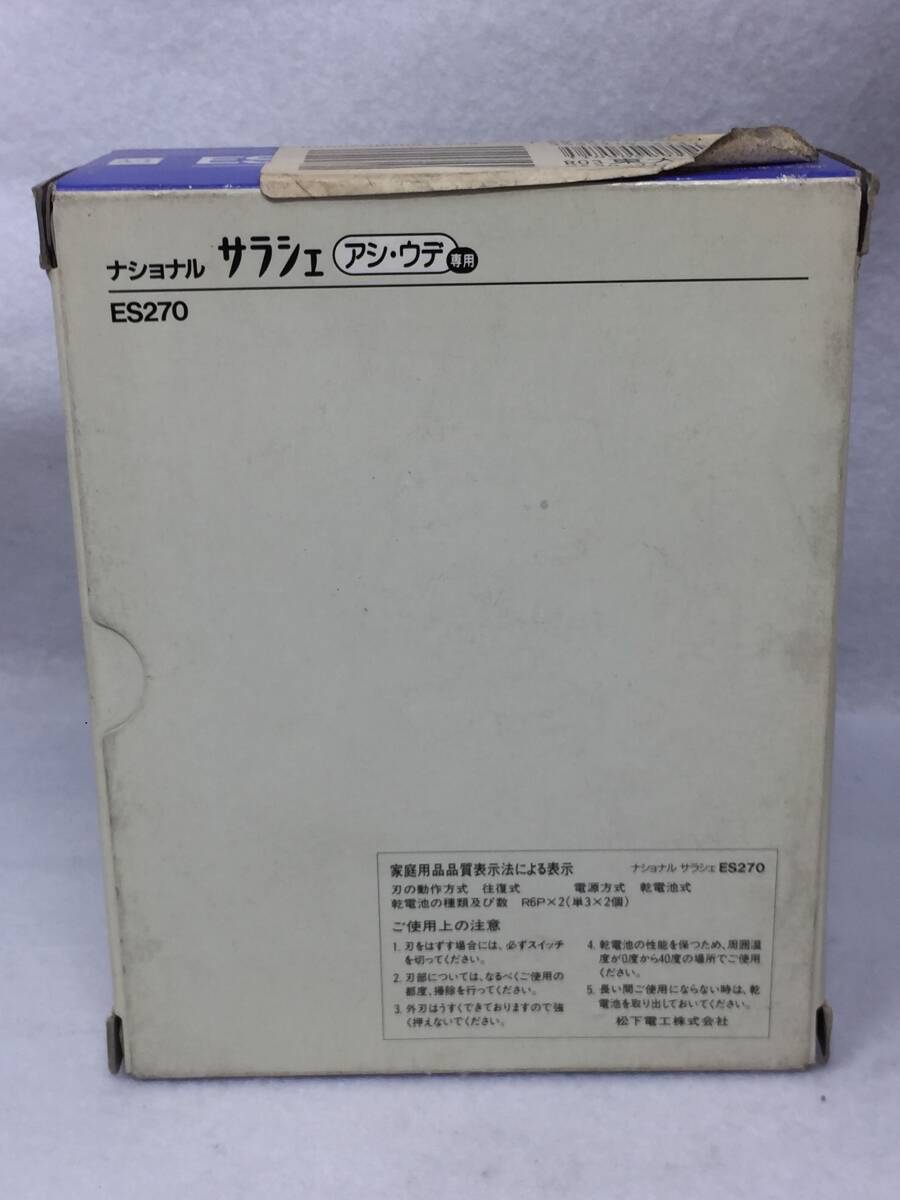 ES
ナショナル サラシェ アシ・ウデ 専用
ES270
家庭用品品質表示法による表示 ナショナル サラシェ ES270
刃の動作方式 往復式 電源方式 乾電池式
乾電池の種類及び数 R6P×2(単3×2個)
ご使用上の注意
1. 刃をはずす場合には、必ずスイッチ
を切ってください。
2. 刃部については、なるべくご使用の
都度、掃除を行ってください。
3. 外刃はうすくできておりますので強
く押えないでください。
4. 乾電池の性能を保つため、周囲温
度が0度から40度の場所でご使用
ください。
5. 長い間ご使用にならない時は、乾
電池を取り出しておいてください。
松下電工株式会社